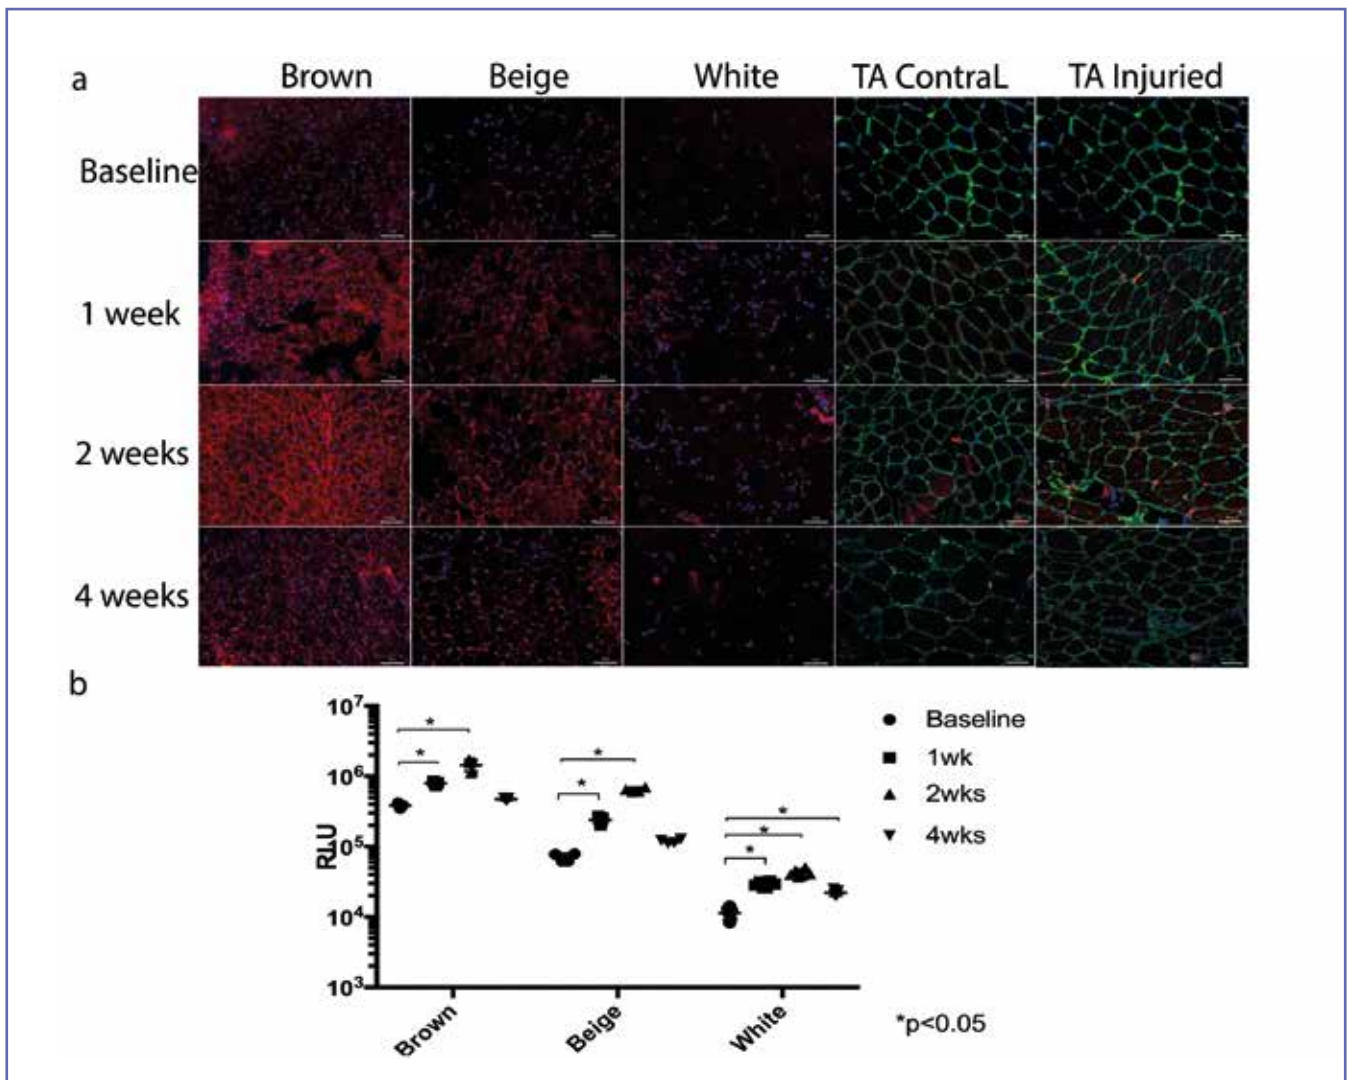 a
Brown Beige White TA ContraL TA Injuried
Baseline
1 week
2 weeks
4 weeks
b
10⁷
10⁶
10⁵
10⁴
10³
RLU
* * * * * * *
Baseline
1wk
2wks
4wks
Brown Beige White
*p<0.05